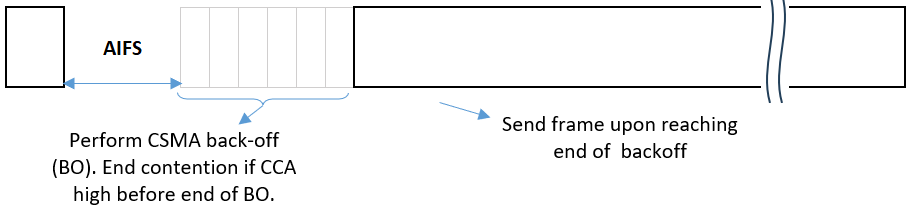 AIFS
Perform CSMA back-off
(BO). End contention if CCA
high before end of BO.
Send frame upon reaching
end of backoff